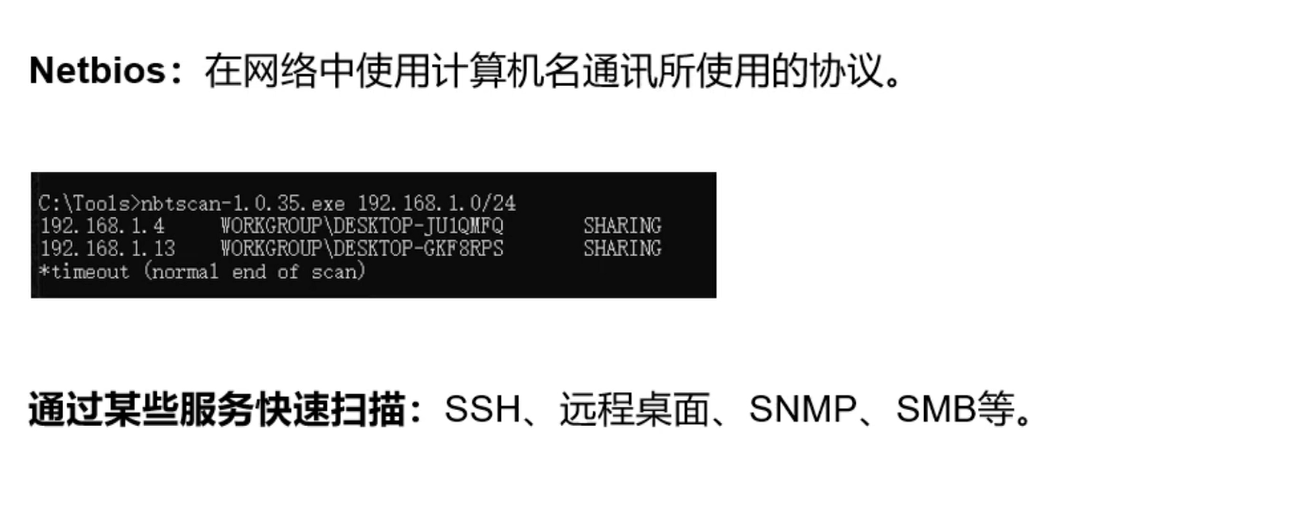 Netbios：在网络中使用计算机名通讯所使用的协议。
C:\Tools>nbtscan-1.0.35.exe 192.168.1.0/24
192.168.1.4 WORKGROUP\DESKTOP-JU1QMFQ SHARING
192.168.1.13 WORKGROUP\DESKTOP-GKF8RPS SHARING
*timeout (normal end of scan)
通过某些服务快速扫描：SSH、远程桌面、SNMP、SMB等。